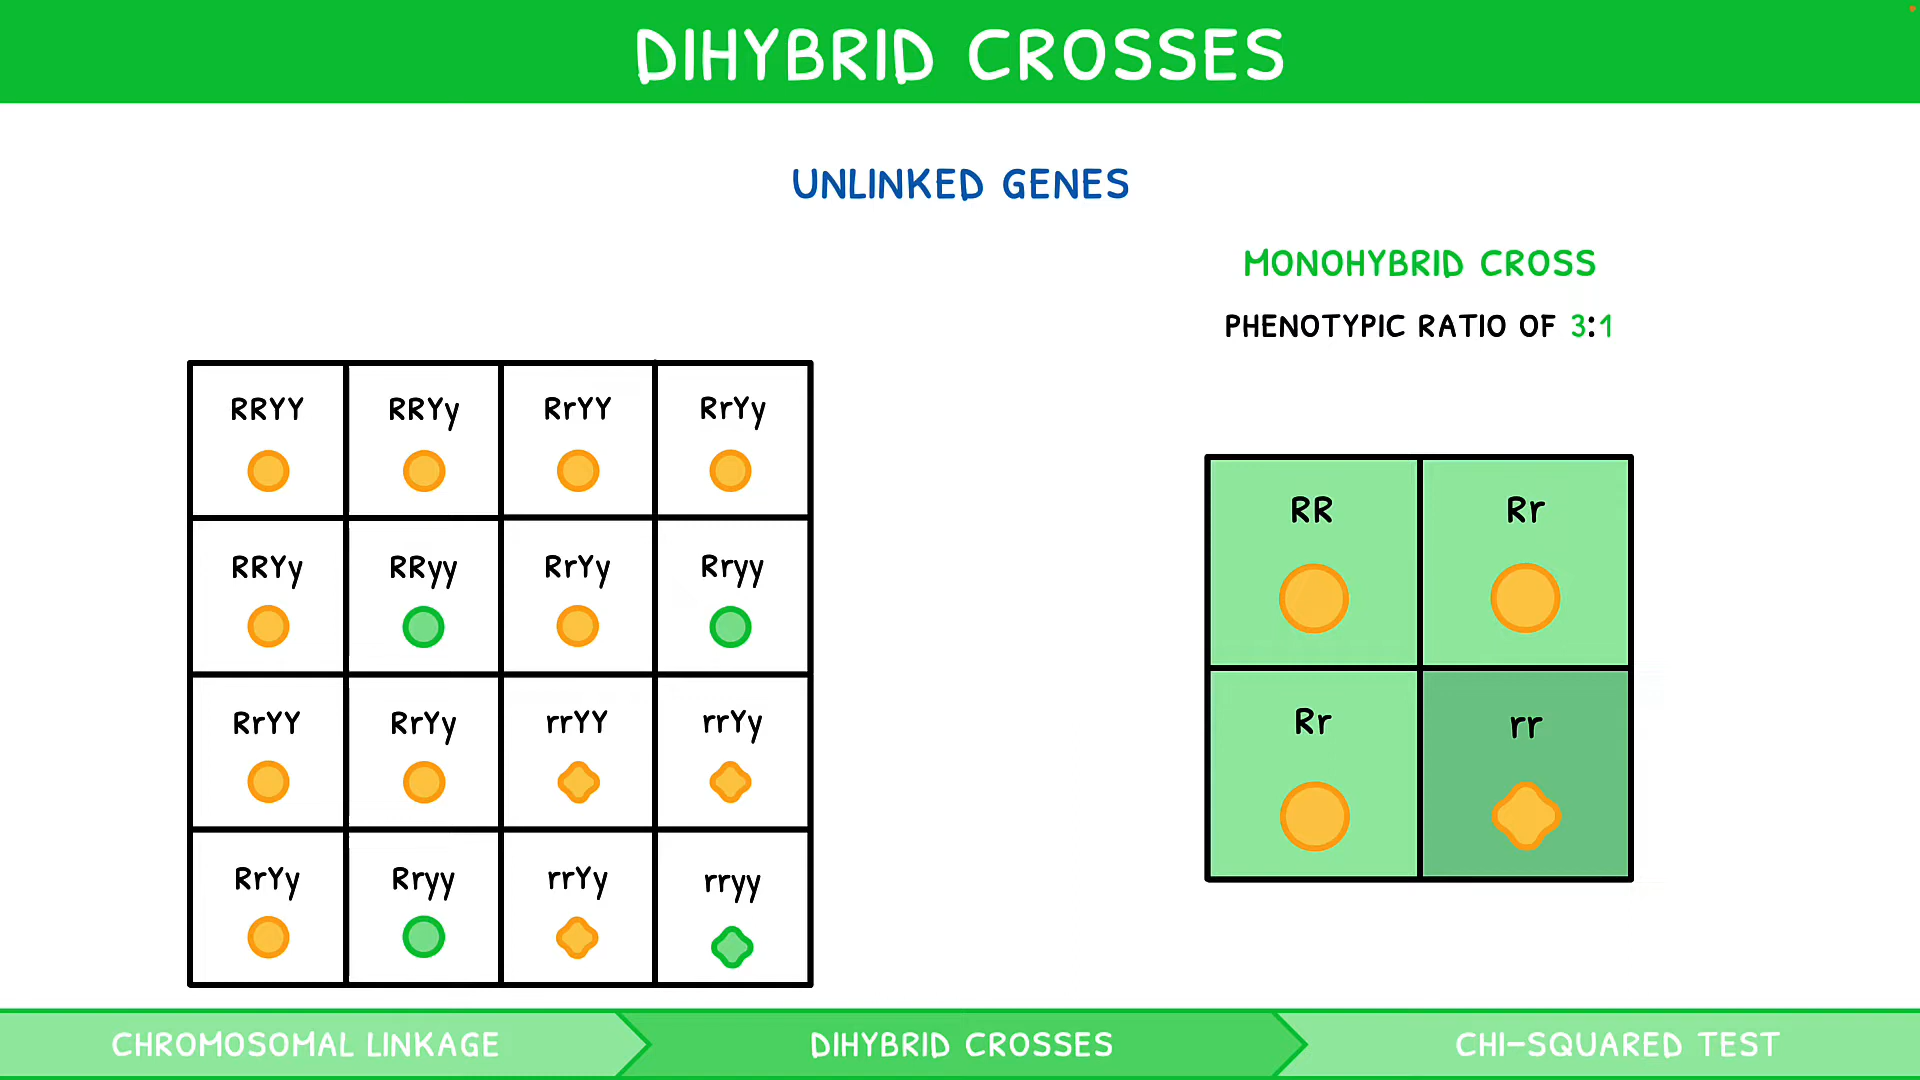 DIHYBRID CROSSES
UNLINKED GENES
MONOHYBRID CROSS
PHENOTYPIC RATIO OF 3:1
RRYY RRYy RrYY RrYy
RRYy RRyy RrYy Rryy
RrYY RrYy rrYY rrYy
RrYy Rryy rrYy rryy
RR Rr
Rr rr
CHROMOSOMAL LINKAGE
DIHYBRID CROSSES
CHI-SQUARED TEST